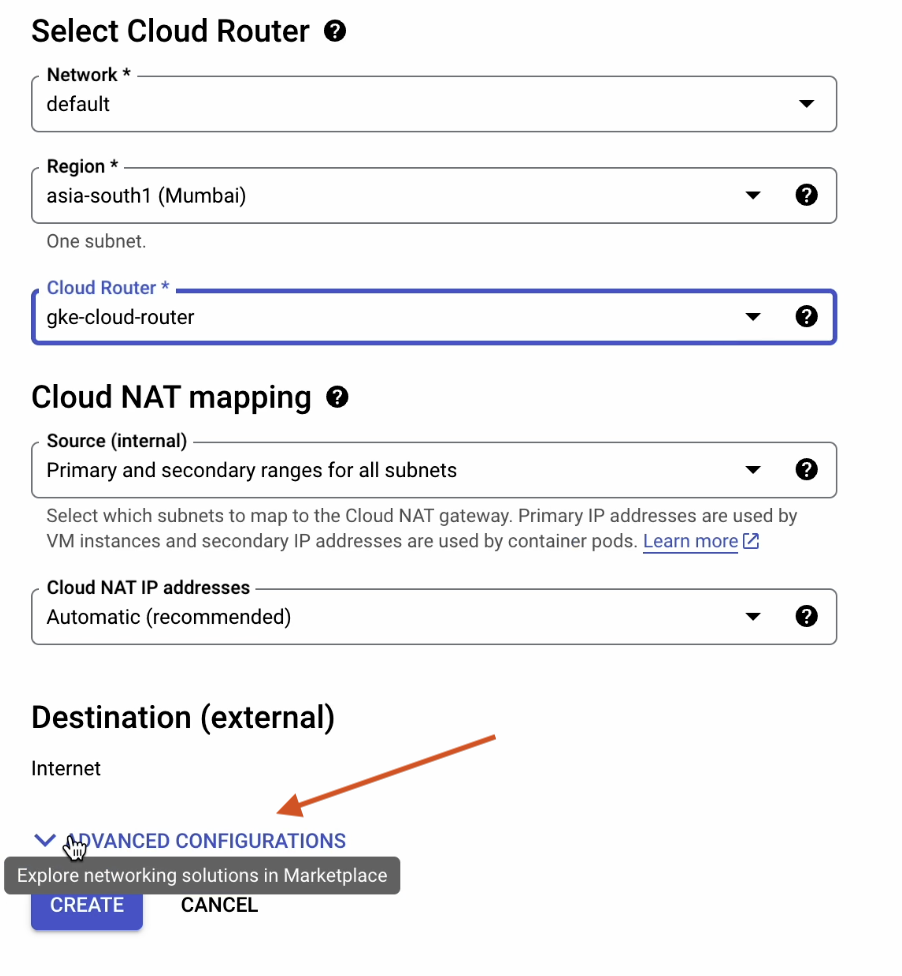 Select Cloud Router
Network *
default
Region *
asia-south1 (Mumbai)
One subnet.
Cloud Router *
gke-cloud-router
Cloud NAT mapping
Source (internal)
Primary and secondary ranges for all subnets
Select which subnets to map to the Cloud NAT gateway. Primary IP addresses are used by
VM instances and secondary IP addresses are used by container pods. Learn more
Cloud NAT IP addresses
Automatic (recommended)
Destination (external)
Internet
ADVANCED CONFIGURATIONS
Explore networking solutions in Marketplace
CREATE CANCEL